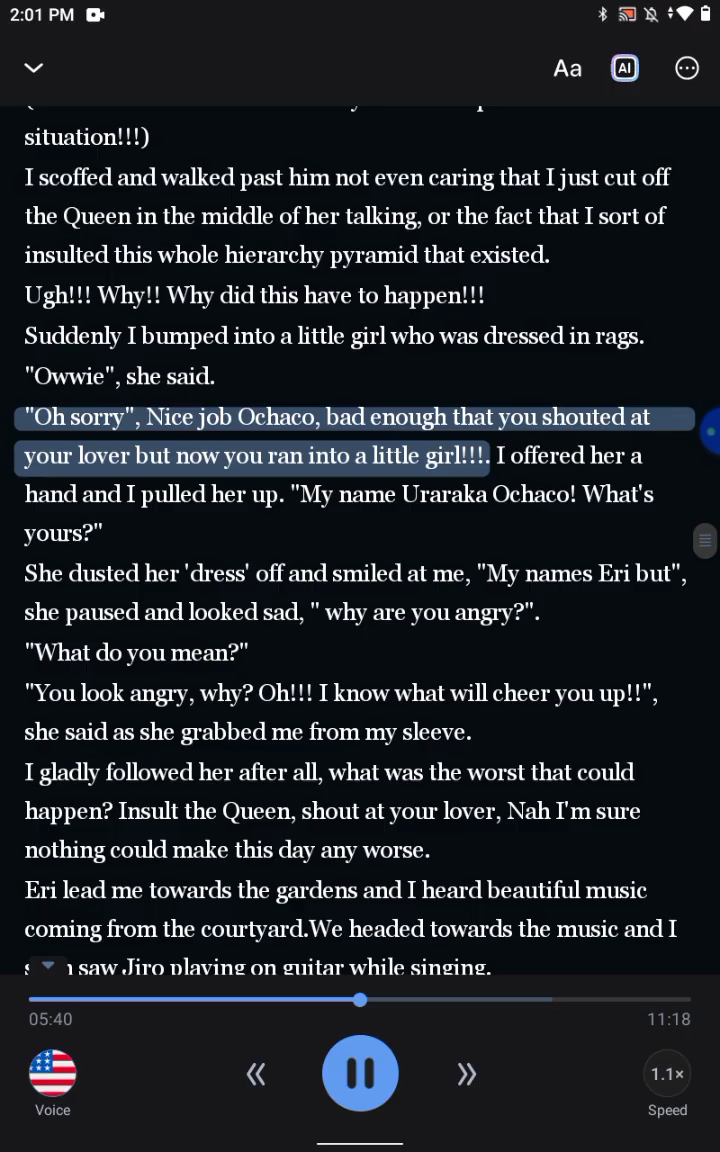 2:01 PM
Aa
AI
situation!!!)
I scoffed and walked past him not even caring that I just cut off
the Queen in the middle of her talking, or the fact that I sort of
insulted this whole hierarchy pyramid that existed.
Ugh!!! Why!! Why did this have to happen!!!
Suddenly I bumped into a little girl who was dressed in rags.
"Owwie", she said.
"Oh sorry", Nice job Ochaco, bad enough that you shouted at
your lover but now you ran into a little girl!!!. I offered her a
hand and I pulled her up. "My name Uraraka Ochaco! What's
yours?"
She dusted her 'dress' off and smiled at me, "My names Eri but",
she paused and looked sad, " why are you angry?".
"What do you mean?"
"You look angry, why? Oh!!! I know what will cheer you up!!",
she said as she grabbed me from my sleeve.
I gladly followed her after all, what was the worst that could
happen? Insult the Queen, shout at your lover, Nah I'm sure
nothing could make this day any worse.
Eri lead me towards the gardens and I heard beautiful music
coming from the courtyard.We headed towards the music and I
saw Jiro playing on guitar while singing.
05:40
11:18
1.1×
Voice
Speed